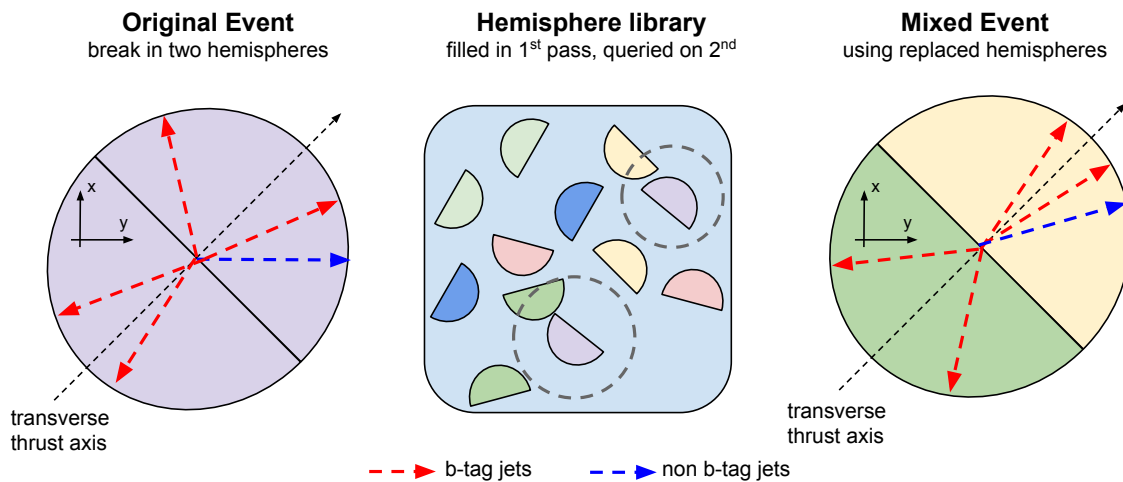 Original Event
break in two hemispheres
Hemisphere library
filled in 1st pass, queried on 2nd
Mixed Event
using replaced hemispheres
x
y
transverse
thrust axis
x
y
transverse
thrust axis
b-tag jets
non b-tag jets